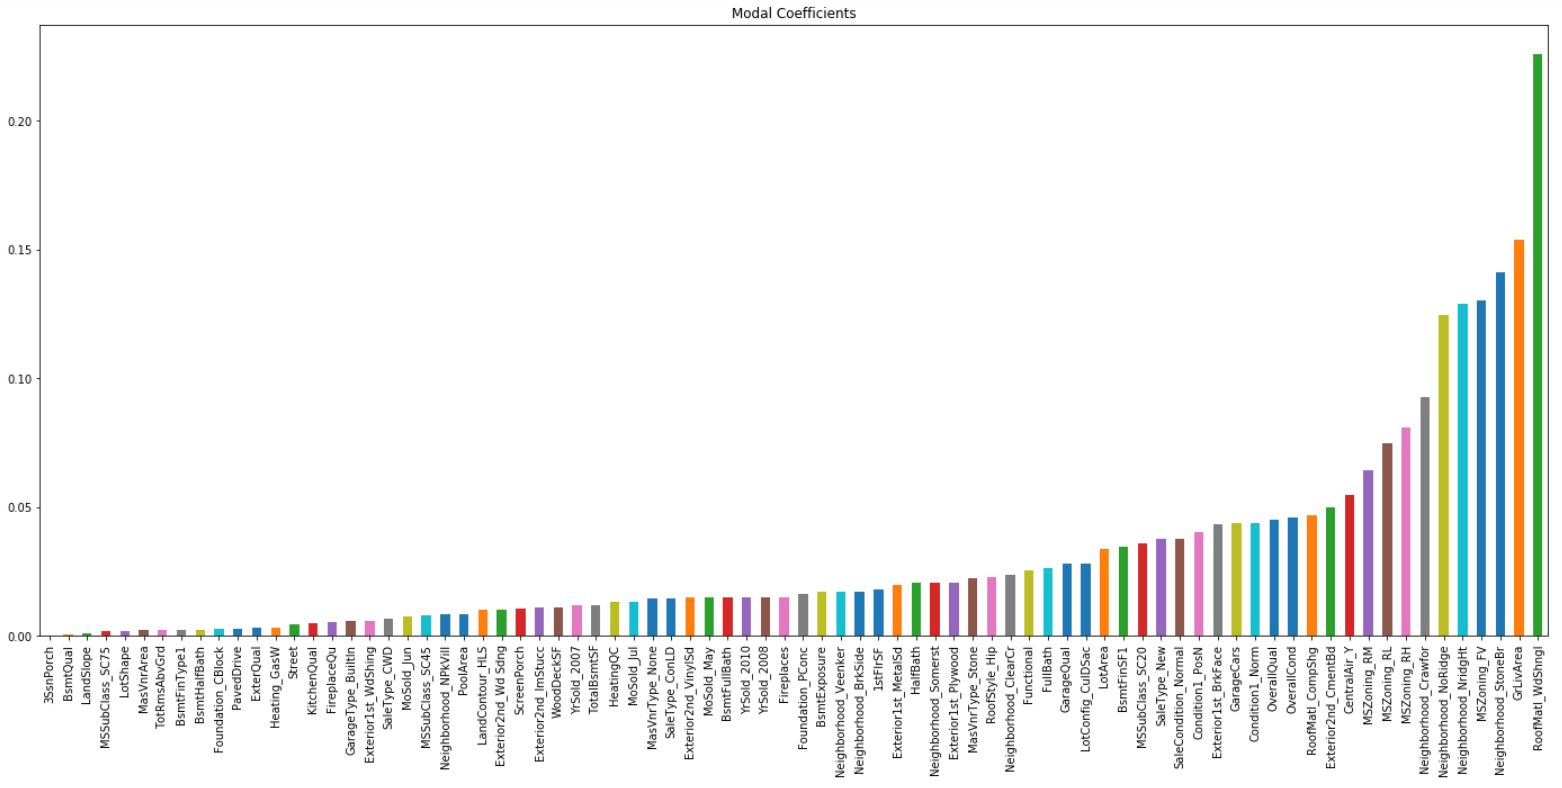 Modal Coefficients
0.20
0.15
0.10
0.05
0.00
3SsnPorch
BsmtQual
LandSlope
MSSubClass_SC75
LotShape
MasVnrArea
TotRmsAbvGrd
BsmtFinType1
BsmtHalfBath
Foundation_CBlock
PavedDrive
ExterQual
Heating_GasW
Street
KitchenQual
FireplaceQu
GarageType_BuiltIn
Exterior1st_WdShing
SaleType_CWD
MoSold_Jun
MSSubClass_SC45
Neighborhood_NPkVill
PoolArea
LandContour_HLS
Exterior2nd_Wd Sdng
ScreenPorch
Exterior2nd_ImStucc
WoodDeckSF
YrSold_2007
TotalBsmtSF
HeatingQC
MoSold_Jul
MasVnrType_None
SaleType_ConLD
Exterior2nd_VinylSd
MoSold_May
BsmtFullBath
YrSold_2010
YrSold_2008
Fireplaces
Foundation_PConc
BsmtExposure
Neighborhood_Veenker
Neighborhood_BrkSide
1stFlrSF
Exterior1st_MetalSd
HalfBath
Neighborhood_Somerst
Exterior1st_Plywood
MasVnrType_Stone
RoofStyle_Hip
Neighborhood_ClearCr
Functional
FullBath
GarageQual
LotConfig_CulDSac
LotArea
BsmtFinSF1
MSSubClass_SC20
SaleType_New
SaleCondition_Normal
Condition1_PosN
Exterior1st_BrkFace
GarageCars
Condition1_Norm
OverallQual
OverallCond
RoofMatl_CompShg
Exterior2nd_CmentBd
CentralAir_Y
MSZoning_RM
MSZoning_RL
MSZoning_RH
Neighborhood_Crawfor
Neighborhood_NoRidge
Neighborhood_NridgHt
MSZoning_FV
Neighborhood_StoneBr
GrLivArea
RoofMatl_WdShngl